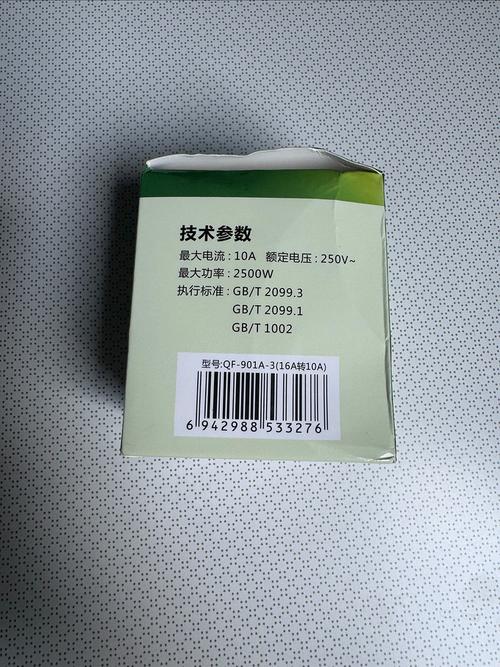 技术参数
最大电流：10A 额定电压：250V~
最大功率：2500W
执行标准：GB/T 2099.3
GB/T 2099.1
GB/T 1002
型号:QF-901A-3(16A转10A)
6 942988 533276